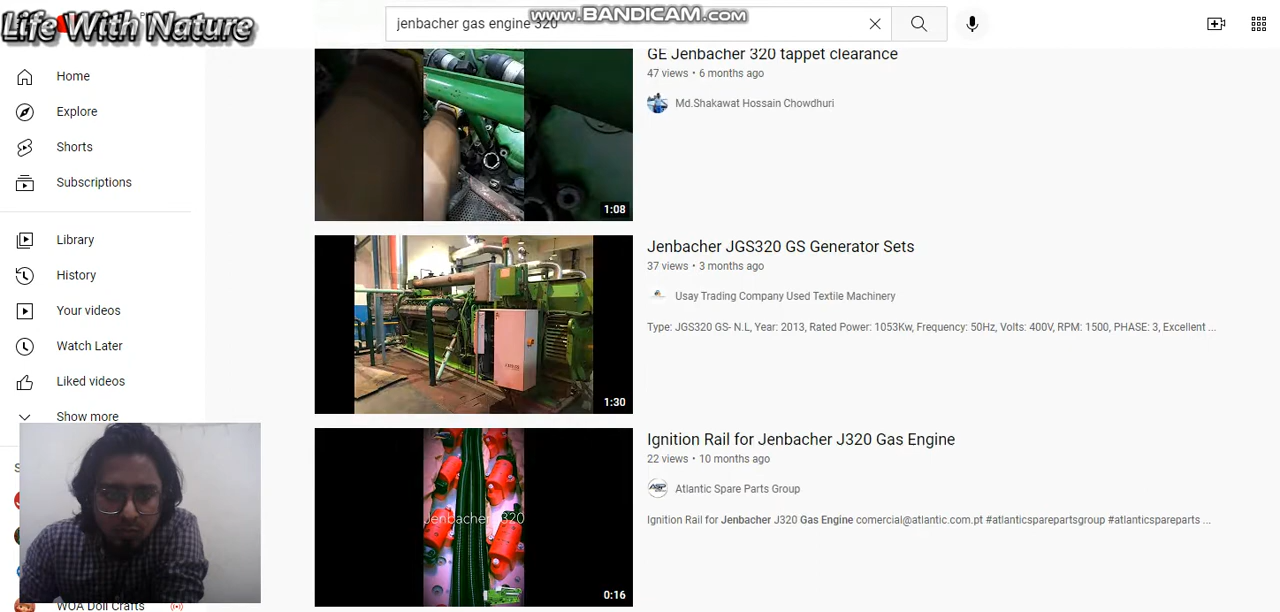 Life With Nature
www.BANDICAM.com
jenbacher gas engine 320
Home
Explore
Shorts
Subscriptions
Library
History
Your videos
Watch Later
Liked videos
Show more
WOA Doll Crafts
GE Jenbacher 320 tappet clearance
47 views • 6 months ago
Md.Shakawat Hossain Chowdhuri
1:08
Jenbacher JGS320 GS Generator Sets
37 views • 3 months ago
Usay Trading Company Used Textile Machinery
Type: JGS320 GS- N.L, Year: 2013, Rated Power: 1053Kw, Frequency: 50Hz, Volts: 400V, RPM: 1500, PHASE: 3, Excellent ...
1:30
Ignition Rail for Jenbacher J320 Gas Engine
22 views • 10 months ago
ASP
Atlantic Spare Parts Group
Ignition Rail for Jenbacher J320 Gas Engine comercial@atlantic.com.pt #atlanticsparepartsgroup #atlanticspareparts ...
Jenbacher J320
0:16